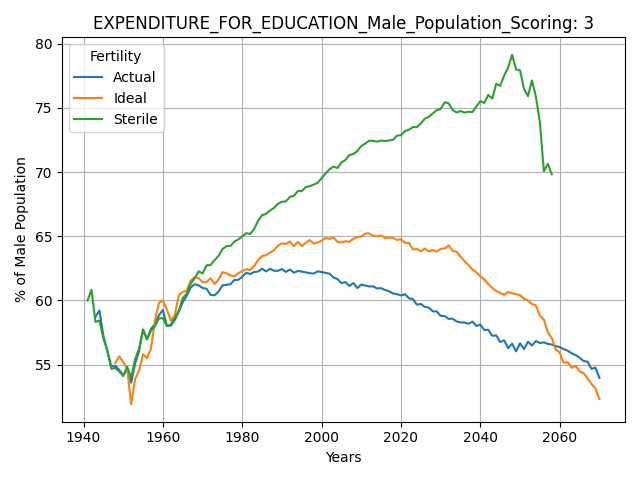 EXPENDITURE_FOR_EDUCATION_Male_Population_Scoring: 3
Fertility
Actual
Ideal
Sterile
% of Male Population
80
75
70
65
60
55
1940 1960 1980 2000 2020 2040 2060
Years